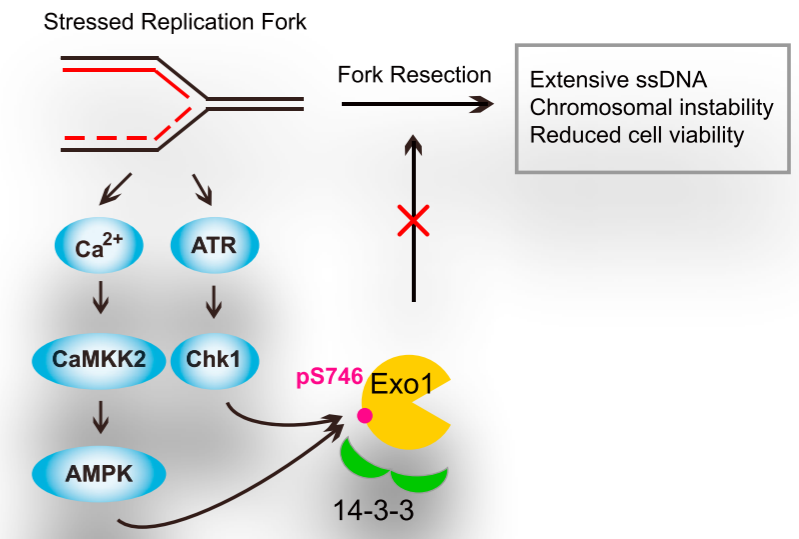 Stressed Replication Fork
Fork Resection
Extensive ssDNA
Chromosomal instability
Reduced cell viability
Ca2+
ATR
CaMKK2
Chk1
pS746
Exo1
AMPK
14-3-3